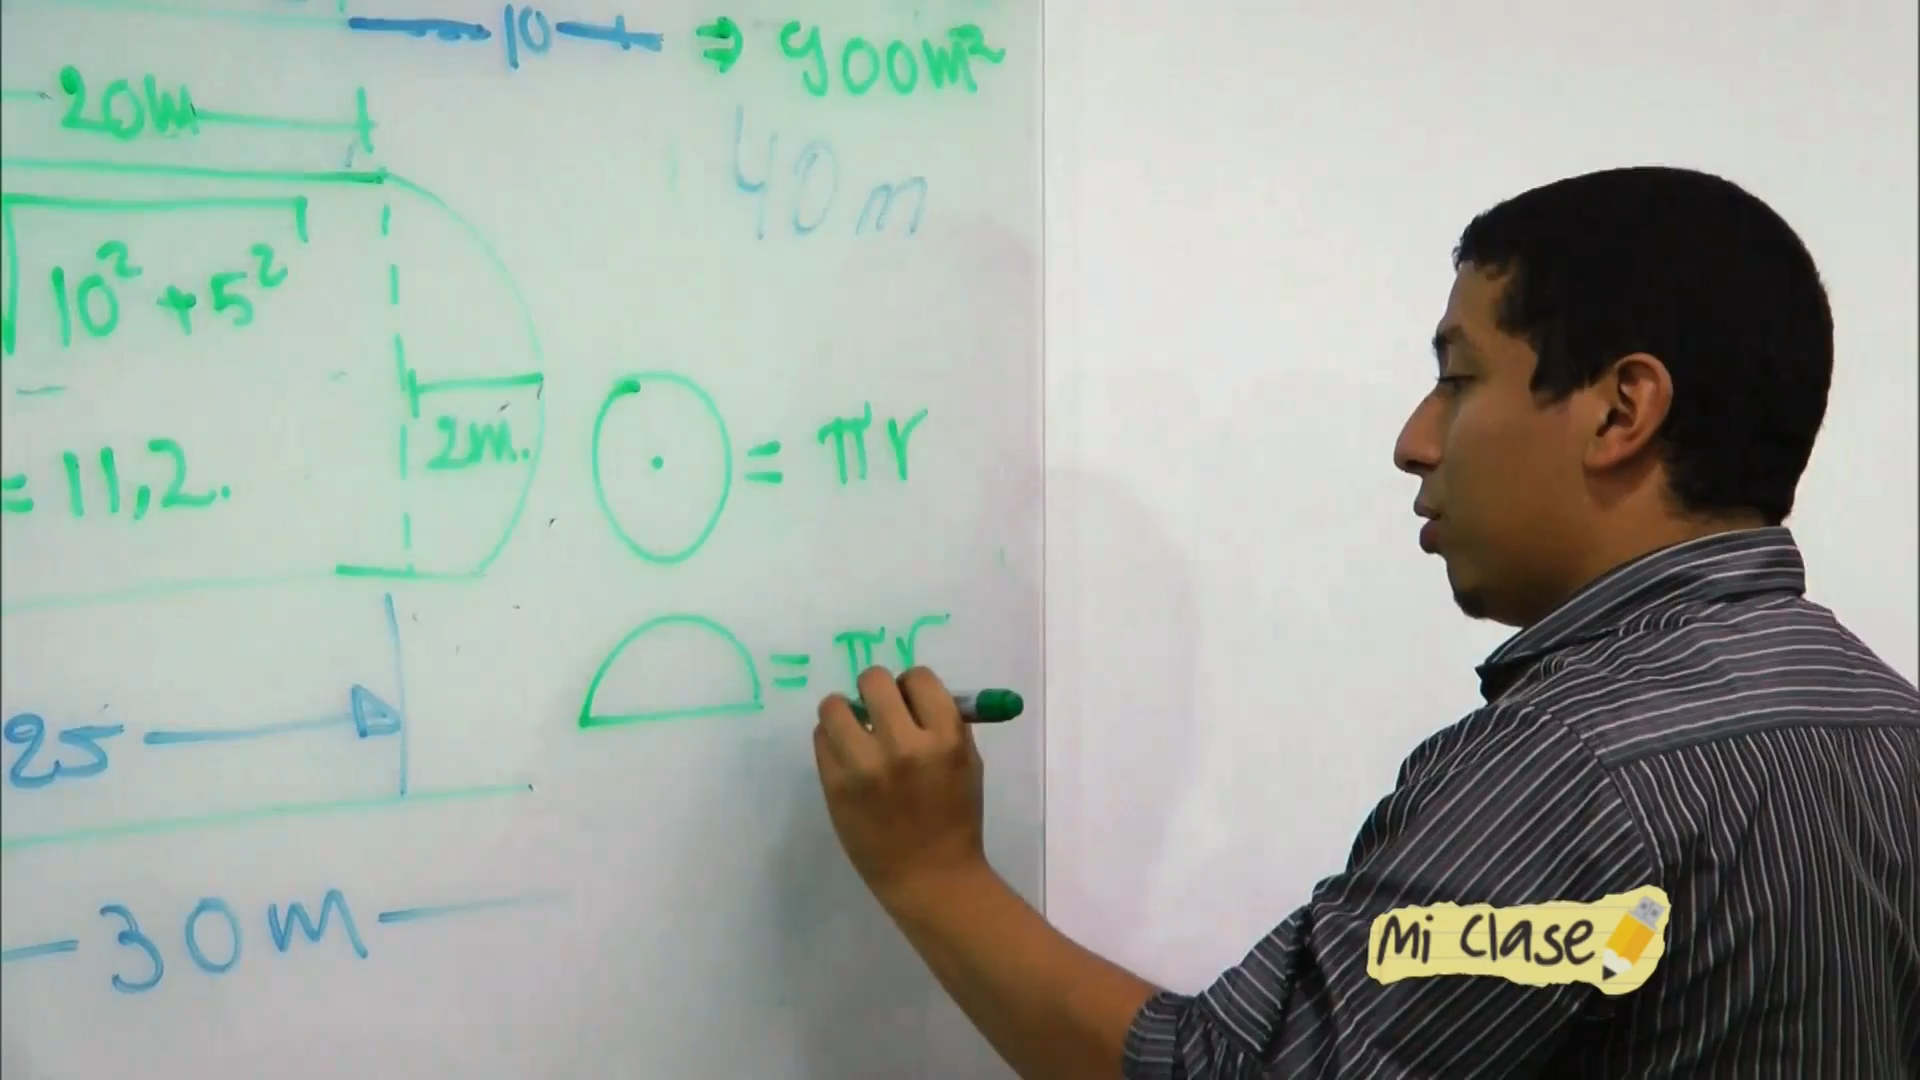 10 ⇒ 900m²
20m
40m
10² + 5²
2m.
= πr
= 11,2.
= πr
25
30m
Mi Clase